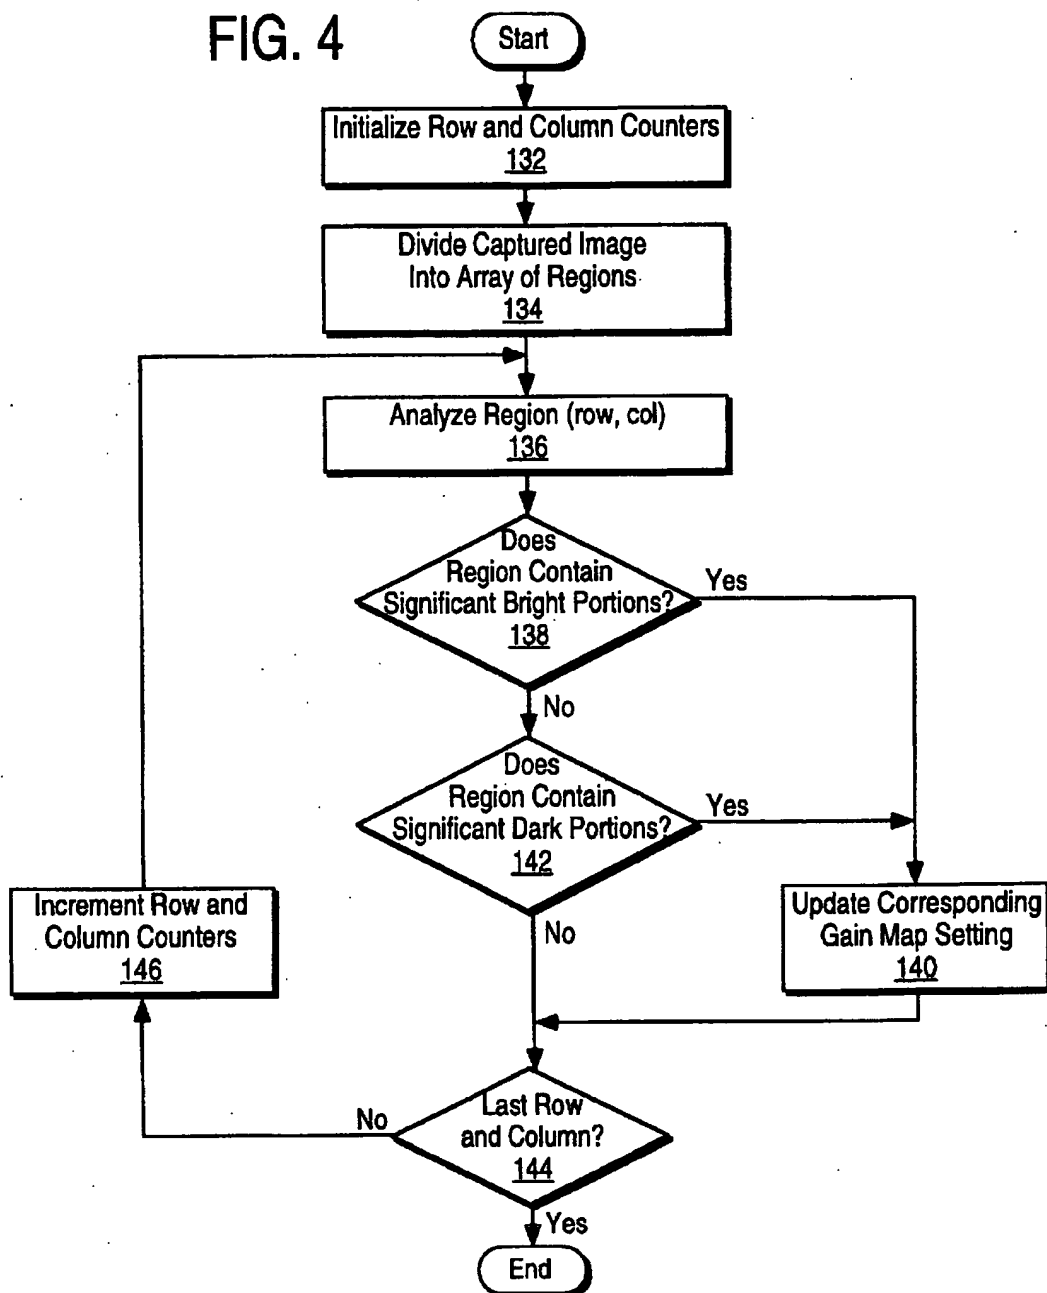 FIG. 4
Start
Initialize Row and Column Counters
132
Divide Captured Image
Into Array of Regions
134
Analyze Region (row, col)
136
Does
Region Contain
Significant Bright Portions?
138
Yes
No
Does
Region Contain
Significant Dark Portions?
142
Yes
No
Update Corresponding
Gain Map Setting
140
Increment Row and
Column Counters
146
Last Row
and Column?
144
No
Yes
End